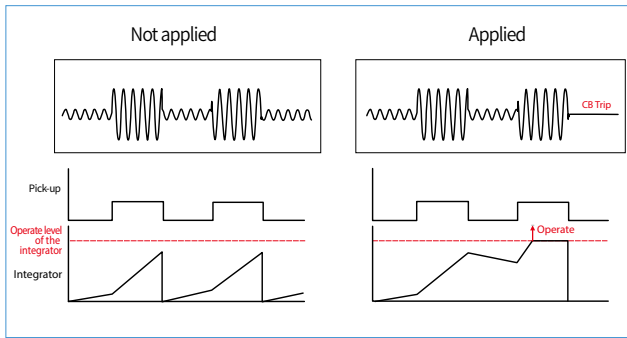 Not applied
Applied
CB Trip
Pick-up
Operate level
of the
integrator
Operate
Integrator